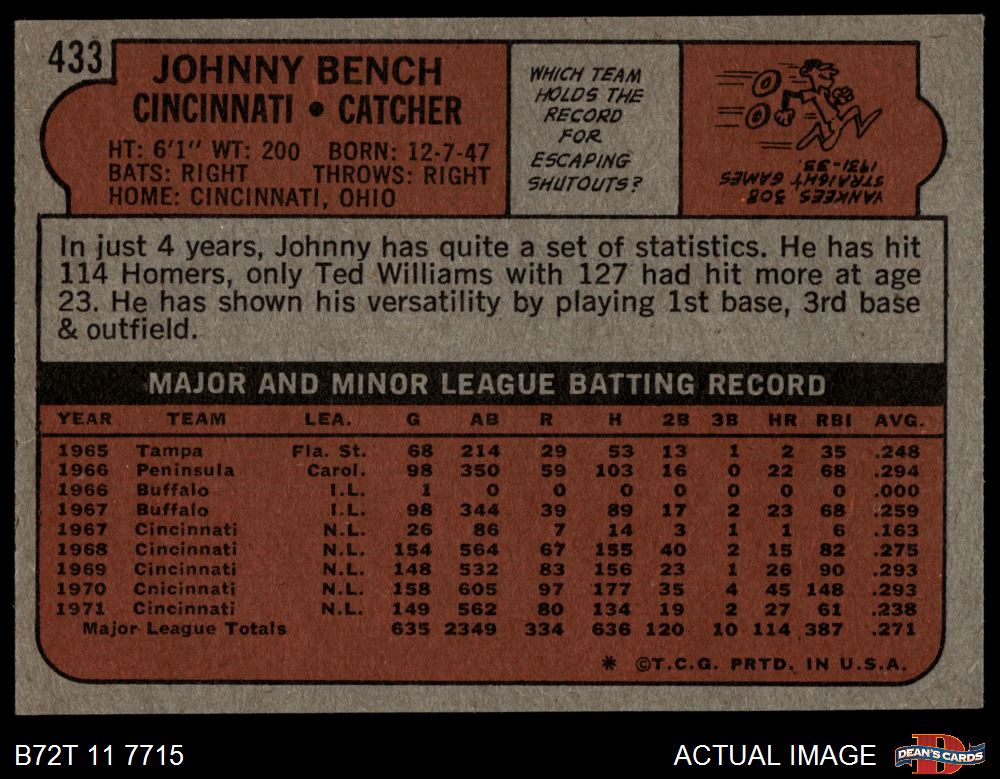 433
JOHNNY BENCH
CINCINNATI • CATCHER
HT: 6'1" WT: 200 BORN: 12-7-47
BATS: RIGHT THROWS: RIGHT
HOME: CINCINNATI, OHIO
WHICH TEAM
HOLDS THE
RECORD
FOR
ESCAPING
SHUTOUTS?
YANKEES 308
STRAIGHT GAMES
1931-33.
In just 4 years, Johnny has quite a set of statistics. He has hit
114 Homers, only Ted Williams with 127 had hit more at age
23. He has shown his versatility by playing 1st base, 3rd base
& outfield.
MAJOR AND MINOR LEAGUE BATTING RECORD
YEAR TEAM LEA. G AB R H 2B 3B HR RBI AVG.
1965 Tampa Fla. St. 68 214 29 53 13 1 2 35 .248
1966 Peninsula Carol. 98 350 59 103 16 0 22 68 .294
1966 Buffalo I.L. 1 0 0 0 0 0 0 0 .000
1967 Buffalo I.L. 98 344 39 89 17 2 23 68 .259
1967 Cincinnati N.L. 26 86 7 14 3 1 1 6 .163
1968 Cincinnati N.L. 154 564 67 155 40 2 15 82 .275
1969 Cincinnati N.L. 148 532 83 156 23 1 26 90 .293
1970 Cnicinnati N.L. 158 605 97 177 35 4 45 148 .293
1971 Cincinnati N.L. 149 562 80 134 19 2 27 61 .238
Major League Totals 635 2349 334 636 120 10 114 387 .271
* ©T.C.G. PRTD. IN U.S.A.
B72T 11 7715 ACTUAL IMAGE
DEAN'S CARDS